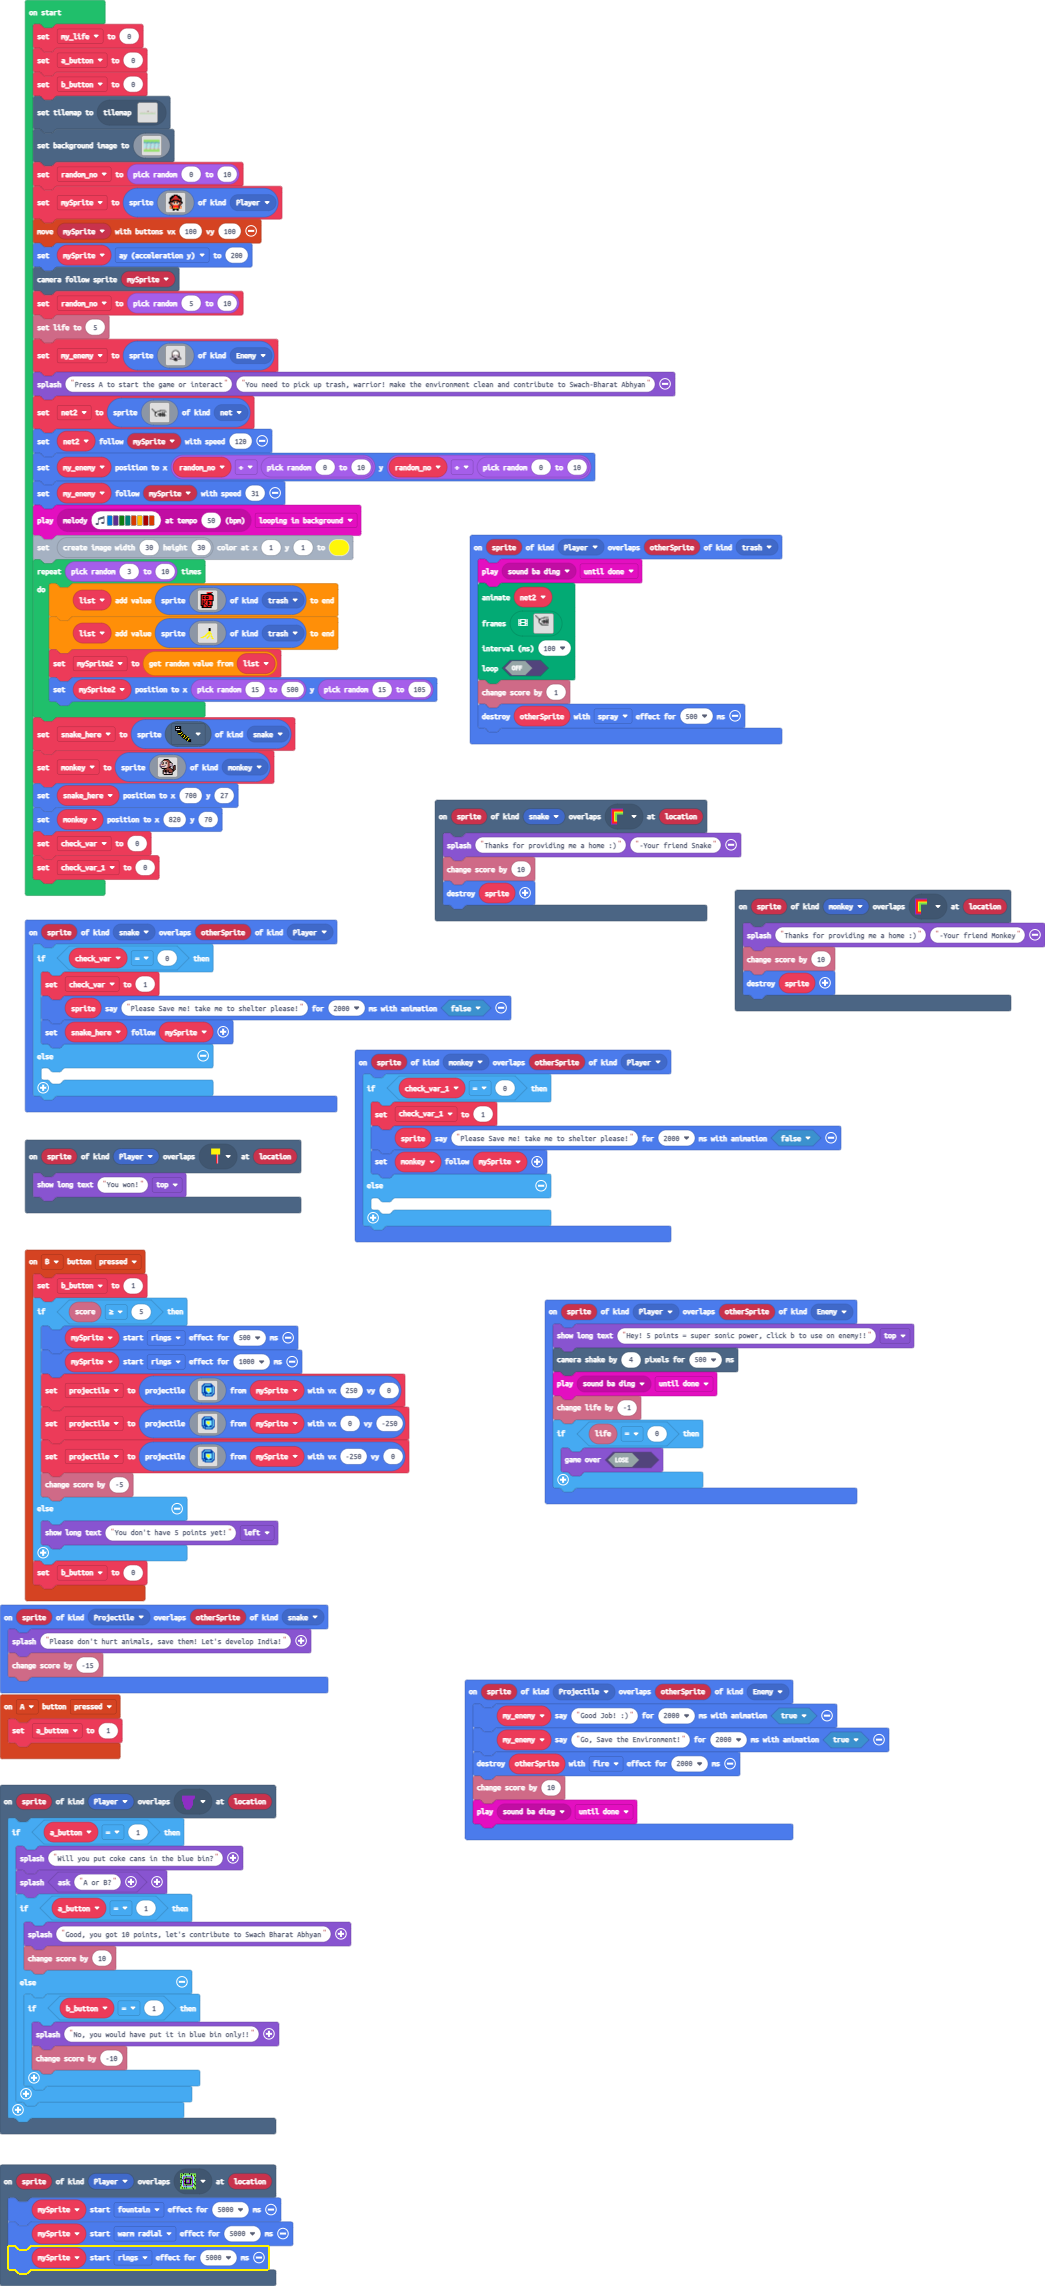 on start
set my_life to 0
set a_button to 0
set b_button to 0
set tilemap to tilemap
set background image to
set random_no to pick random 0 to 10
set mySprite to sprite of kind Player
move mySprite with buttons vx 100 vy 100
set mySprite ay (acceleration y) to 200
camera follow sprite mySprite
set random_no to pick random 5 to 10
set life to 5
set my_enemy to sprite of kind Enemy
splash "Press A to start the game or interact" "You need to pick up trash, warrior! make the environment clean and contribute to Swach-Bharat Abhyan"
set net2 to sprite of kind net
set net2 follow mySprite with speed 120
set my_enemy position to x random_no + pick random 0 to 10 y random_no + pick random 0 to 10
set my_enemy follow mySprite with speed 31
play melody at tempo 50 (bpm) looping in background
set create image width 30 height 30 color at x 1 y 1 to
repeat pick random 3 to 10 times
do
list add value sprite of kind trash to end
list add value sprite of kind trash to end
set mySprite2 to get random value from list
set mySprite2 position to x pick random 15 to 500 y pick random 15 to 105
set snake_here to sprite of kind snake
set monkey to sprite of kind monkey
set snake_here position to x 700 y 27
set monkey position to x 820 y 70
set check_var to 0
set check_var_1 to 0
on sprite of kind Player overlaps otherSprite of kind trash
play sound ba ding until done
animate net2
frames
interval (ms) 100
loop OFF
change score by 1
destroy otherSprite with spray effect for 500 ms
on sprite of kind snake overlaps at location
splash "Thanks for providing me a home :)" "-Your friend Snake"
change score by 10
destroy sprite
on sprite of kind monkey overlaps at location
splash "Thanks for providing me a home :)" "-Your friend Monkey"
change score by 10
destroy sprite
on sprite of kind snake overlaps otherSprite of kind Player
if check_var = 0 then
set check_var to 1
sprite say "Please Save me! take me to shelter please!" for 2000 ms with animation false
set snake_here follow mySprite
else
on sprite of kind monkey overlaps otherSprite of kind Player
if check_var_1 = 0 then
set check_var_1 to 1
sprite say "Please Save me! take me to shelter please!" for 2000 ms with animation false
set monkey follow mySprite
else
on sprite of kind Player overlaps at location
show long text "You won!" top
on B button pressed
set b_button to 1
if score ≥ 5 then
mySprite start rings effect for 500 ms
mySprite start rings effect for 1000 ms
set projectile to projectile from mySprite with vx 250 vy 0
set projectile to projectile from mySprite with vx 0 vy -250
set projectile to projectile from mySprite with vx -250 vy 0
change score by -5
else
show long text "You don't have 5 points yet!" left
set b_button to 0
on sprite of kind Player overlaps otherSprite of kind Enemy
show long text "Hey! 5 points = super sonic power, click b to use on enemy!!" top
camera shake by 4 pixels for 500 ms
play sound ba ding until done
change life by -1
if life = 0 then
game over LOSE
on sprite of kind Projectile overlaps otherSprite of kind snake
splash "Please don't hurt animals, save them! Let's develop India!"
change score by -15
on A button pressed
set a_button to 1
on sprite of kind Projectile overlaps otherSprite of kind Enemy
my_enemy say "Good Job! :)" for 2000 ms with animation true
my_enemy say "Go, Save the Environment!" for 2000 ms with animation true
destroy otherSprite with fire effect for 2000 ms
change score by 10
play sound ba ding until done
on sprite of kind Player overlaps at location
if a_button = 1 then
splash "Will you put coke cans in the blue bin?"
splash ask "A or B?"
if a_button = 1 then
splash "Good, you got 10 points, let's contribute to Swach Bharat Abhyan"
change score by 10
else
if b_button = 1 then
splash "No, you would have put it in blue bin only!!"
change score by -10
on sprite of kind Player overlaps at location
mySprite start fountain effect for 5000 ms
mySprite start warm radial effect for 5000 ms
mySprite start rings effect for 5000 ms